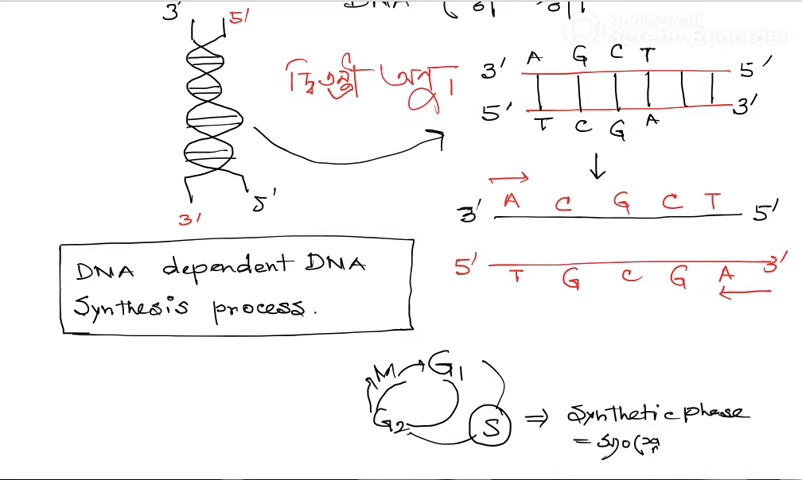 3' 5'
দ্বিতন্ত্রী অণু।
A G C T
3' 5'
5' 3'
T C G A
A C G C T
3' 5'
5' 3'
T G C G A
3' 5'
DNA dependent DNA
Synthesis process.
M G1
G2 S ⇒ Synthetic phase